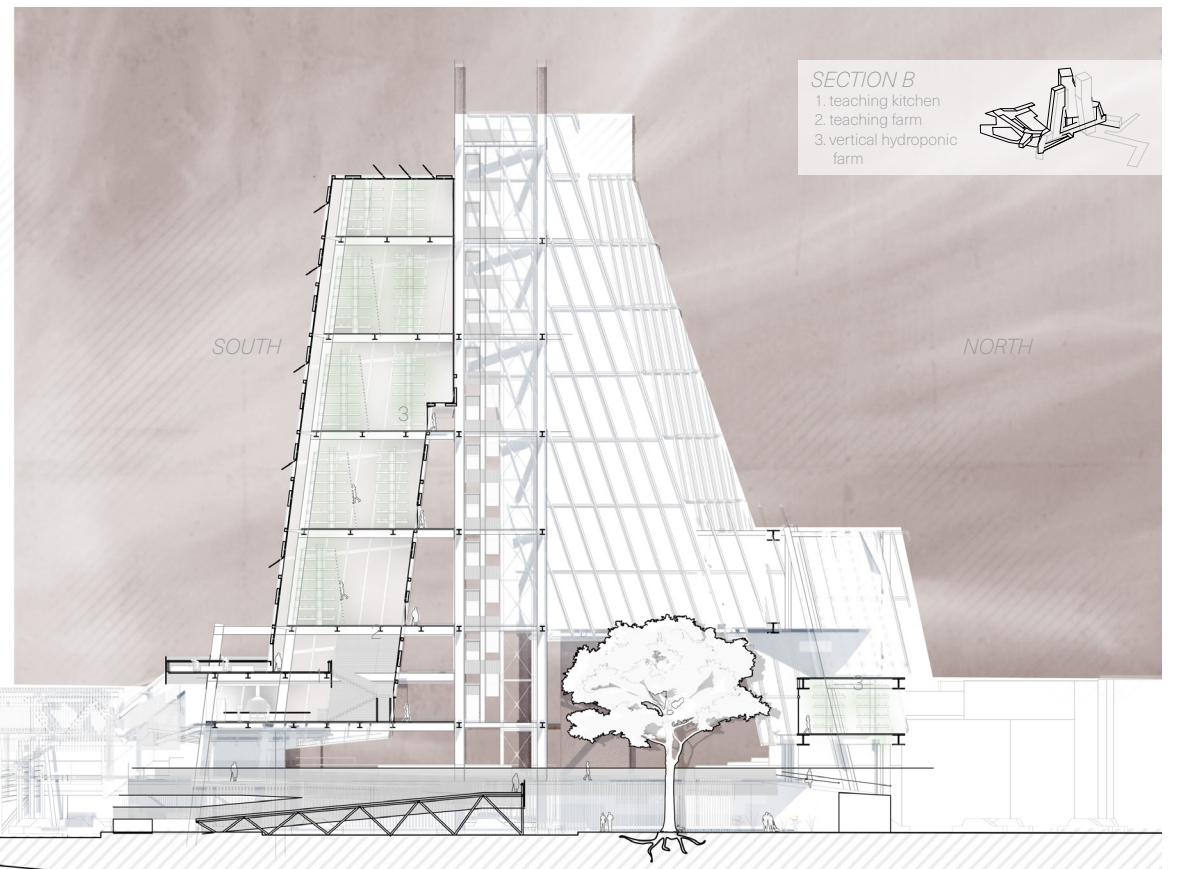 SECTION B
1. teaching kitchen
2. teaching farm
3. vertical hydroponic
farm
SOUTH
NORTH
3
2
3